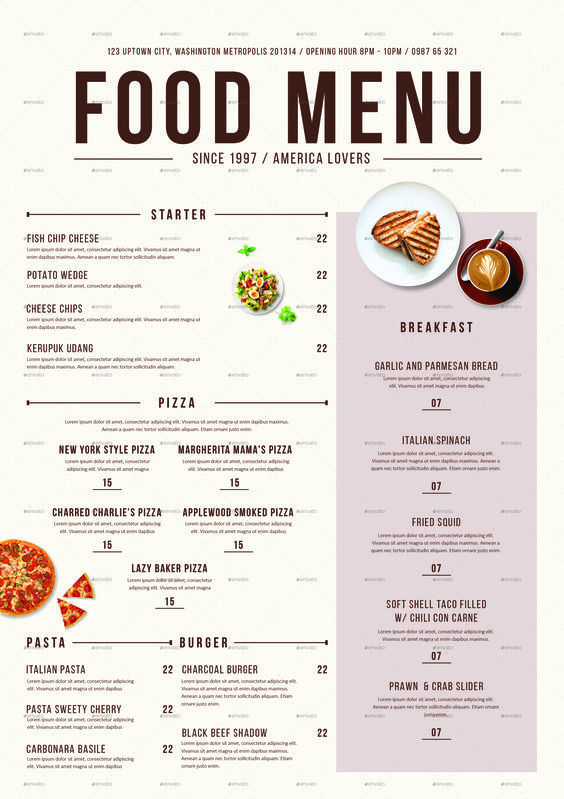 123 UPTOWN CITY, WASHINGTON METROPOLIS 201314 / OPENING HOUR 8PM - 10PM / 0987 65 321
FOOD MENU
SINCE 1997 / AMERICA LOVERS
STARTER
FISH CHIP CHEESE 22
Lorem ipsum dolor sit amet, consectetur adipiscing elit. Vivamus sit amet magna ut
enim dapibus maximus. Aenean a quam nec tortor sollicitudin aliquam.
POTATO WEDGE 22
Lorem ipsum dolor sit amet, consectetur adipiscing elit.
CHEESE CHIPS 22
Lorem ipsum dolor sit amet, consectetur adipiscing elit. Vivamus sit amet magna ut
enim dapibus maximus.
KERUPUK UDANG 22
Lorem ipsum dolor sit amet, consectetur adipiscing elit. Vivamus sit amet magna ut
enim dapibus maximus. Aenean a quam nec tortor sollicitudin aliquam.
PIZZA
Lorem ipsum dolor sit amet, consectetur adipiscing elit. Vivamus sit amet magna ut enim dapibus maximus.
Aenean a quam nec tortor sollicitudin aliquam. Etiam ornare justo.
NEW YORK STYLE PIZZA
Lorem ipsum dolor sit amet, consectetur
adipiscing elit. Vivamus sit amet magna
15
MARGHERITA MAMA'S PIZZA
Lorem ipsum dolor sit amet, consectetur adipiscing
elit. Vivamus sit amet magna ut enim dapibus
15
CHARRED CHARLIE'S PIZZA
Lorem ipsum dolor sit amet, consectetur adipiscing
elit. Vivamus sit amet magna ut enim dapibus
15
APPLEWOOD SMOKED PIZZA
Lorem ipsum dolor sit amet, consectetur adipiscing
elit. Vivamus sit amet magna ut enim dapibus
15
LAZY BAKER PIZZA
Lorem ipsum dolor sit amet, consectetur
adipiscing elit. Vivamus sit amet magna ut
15
PASTA
ITALIAN PASTA 22
Lorem ipsum dolor sit amet, consectetur adipiscing
elit. Vivamus sit amet magna ut enim dapibus
PASTA SWEETY CHERRY 22
Lorem ipsum dolor sit amet, consectetur adipiscing
elit. Vivamus sit amet magna ut enim dapibus
CARBONARA BASILE 22
Lorem ipsum dolor sit amet, consectetur adipiscing
elit. Vivamus sit amet magna ut enim dapibus
BURGER
CHARCOAL BURGER 22
Lorem ipsum dolor sit amet, consectetur adipiscing elit.
Vivamus sit amet magna ut enim dapibus maximus.
Aenean a quam nec tortor sollicitudin aliquam. Etiam
ornare justo.
BLACK BEEF SHADOW 22
Lorem ipsum dolor sit amet, consectetur adipiscing elit.
Vivamus sit amet magna ut enim dapibus maximus.
Aenean a quam nec tortor sollicitudin aliquam. Etiam
ornare justo.
BREAKFAST
GARLIC AND PARMESAN BREAD
Lorem ipsum dolor sit amet, consectetur adipiscing
elit. Vivamus sit amet magna ut enim dapibus
07
ITALIAN SPINACH
Lorem ipsum dolor sit amet, consectetur adipiscing elit.
Vivamus sit amet magna ut enim dapibus maximus. Aenean a
quam nec tortor sollicitudin aliquam. Etiam ornare justo.
07
FRIED SQUID
Lorem ipsum dolor sit amet, consectetur adipiscing elit.
Vivamus sit amet magna ut enim dapibus maximus. Aenean a
quam nec tortor sollicitudin aliquam. Etiam ornare justo.
07
SOFT SHELL TACO FILLED
W/ CHILI CON CARNE
Lorem ipsum dolor sit amet, consectetur adipiscing elit.
Vivamus sit amet magna ut enim dapibus
07
PRAWN & CRAB SLIDER
Lorem ipsum dolor sit amet, consectetur adipiscing elit.
Aenean a quam nec tortor sollicitudin aliquam. Etiam ornare
justo enim.
07